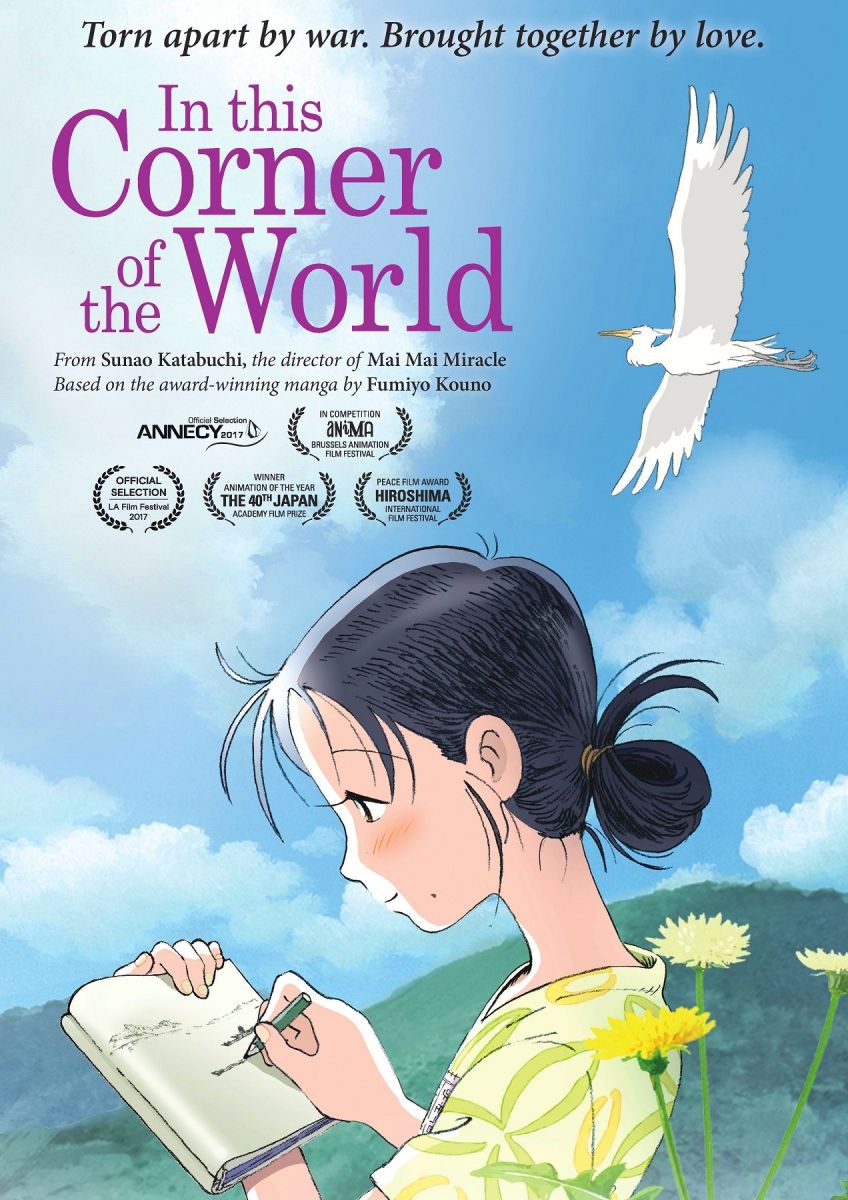 Torn apart by war. Brought together by love.
In this
Corner
of
the World
From Sunao Katabuchi, the director of Mai Mai Miracle
Based on the award-winning manga by Fumiyo Kouno
Official Selection
ANNECY 2017
IN COMPETITION
ANiMA
BRUSSELS ANIMATION
FILM FESTIVAL
OFFICIAL
SELECTION
LA Film Festival
2017
WINNER
ANIMATION OF THE YEAR
THE 40TH JAPAN
ACADEMY FILM PRIZE
PEACE FILM AWARD
HIROSHIMA
INTERNATIONAL
FILM FESTIVAL